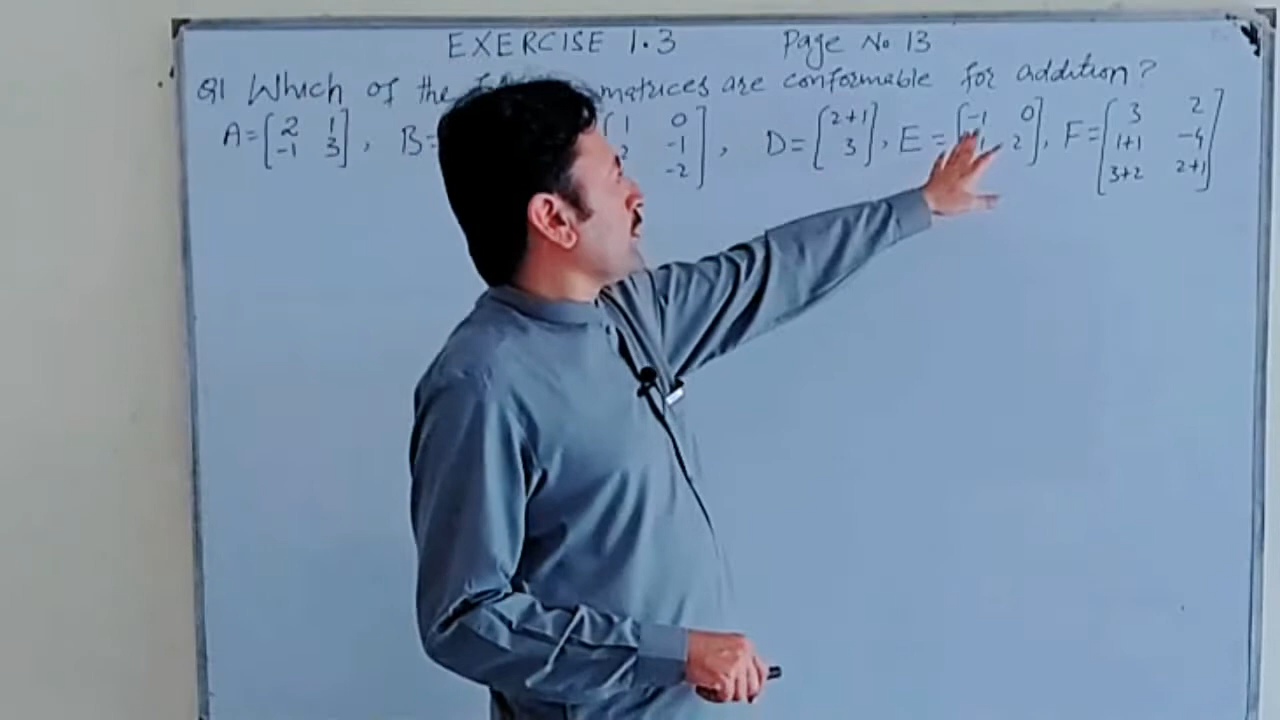 EXERCISE 1.3 Page No 13
Q1 Which of the matrices are conformable for addition?
A = [2 1], B = [1 0], D = [2+1], E = [-1 0], F = [3 2]
[-1 3] [2 -1] [3] [2] [1+1 -4]
[-2] [3+2 2+1]